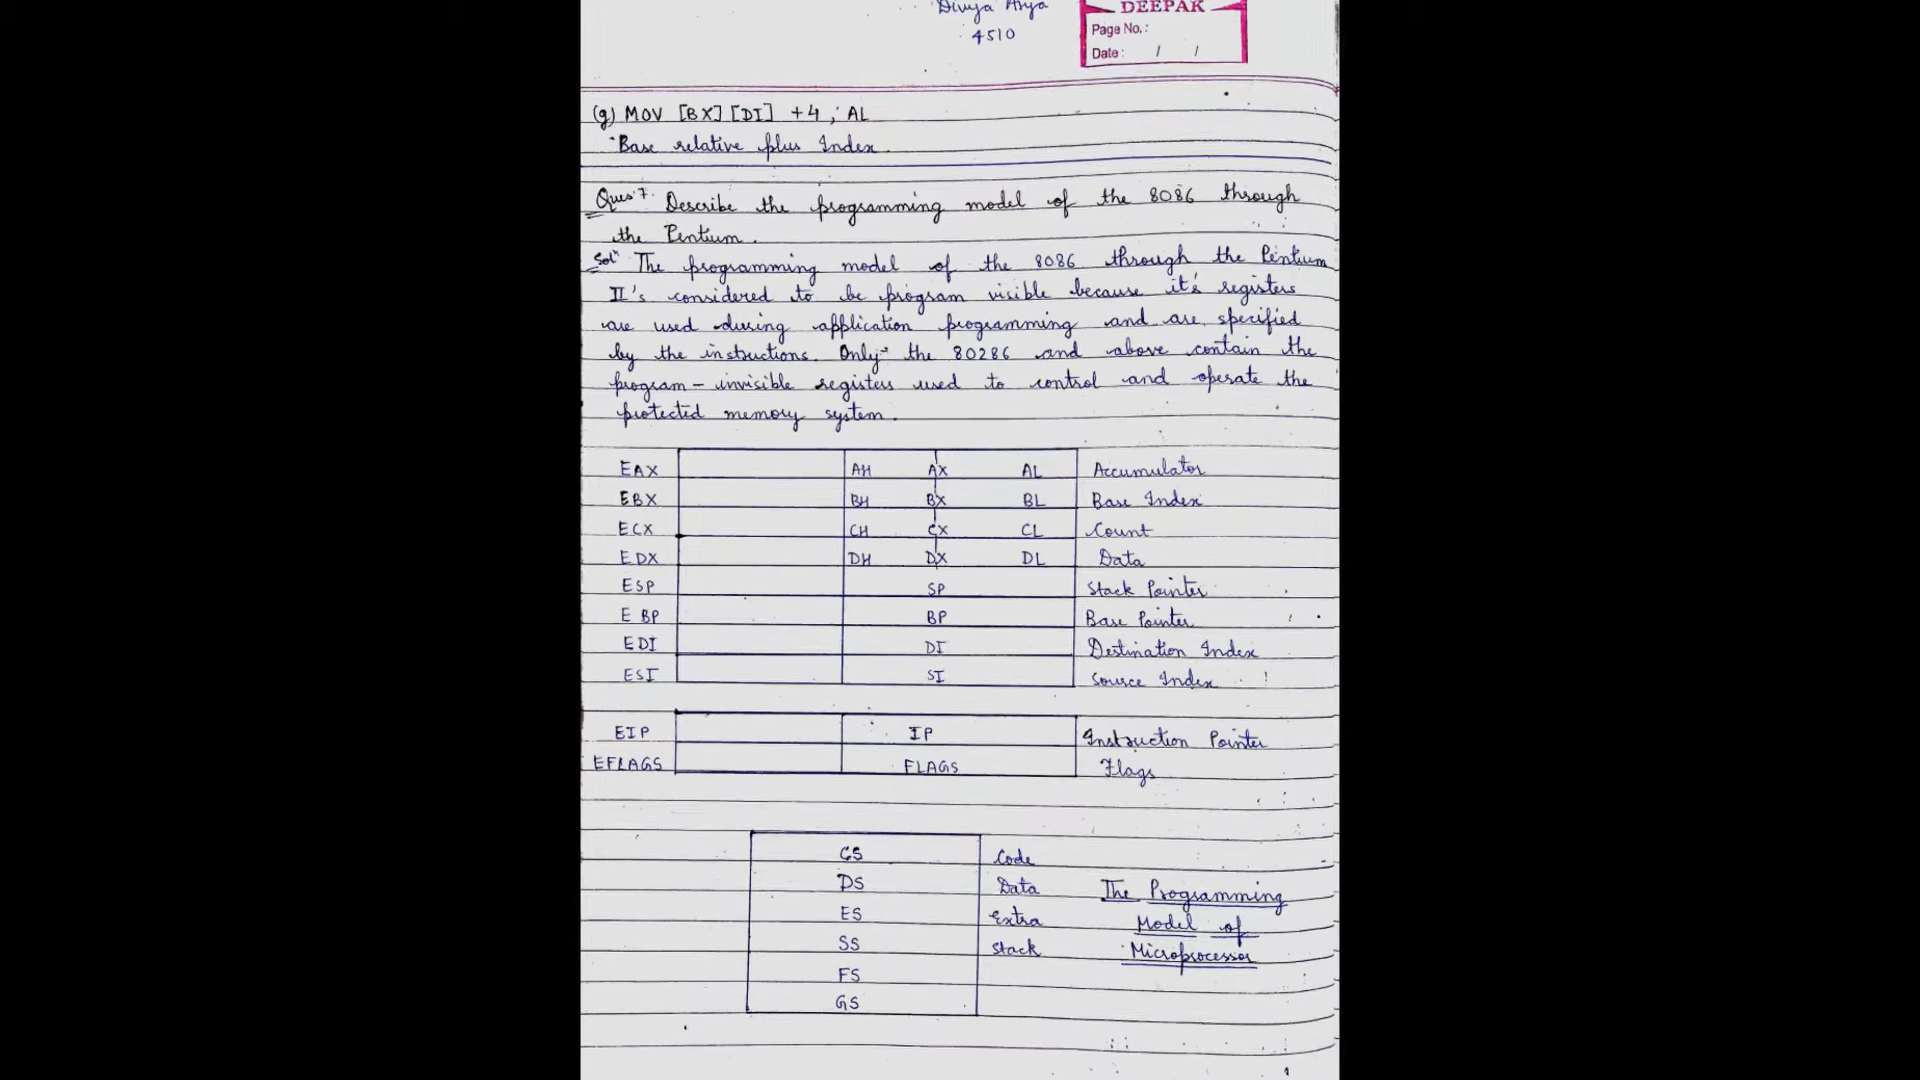 Divya Arya
4510
DEEPAK
Page No.:
Date: / /
(g) MOV [BX][DI] +4, AL
Base relative plus Index.
Ques 7. Describe the programming model of the 8086 through
the Pentium.
Solⁿ The programming model of the 8086 through the Pentium
II's considered to be program visible because it's registers
are used during application programming and are specified
by the instructions. Only the 80286 and above contain the
program-invisible registers used to control and operate the
protected memory system.
EAX AH AX AL Accumulator
EBX BH BX BL Base Index
ECX CH CX CL Count
EDX DH DX DL Data
ESP SP Stack Pointer
EBP BP Base Pointer
EDI DI Destination Index
ESI SI Source Index
EIP IP Instruction Pointer
EFLAGS FLAGS Flags
CS Code
DS Data The Programming
ES Extra Model of
SS Stack Microprocessor
FS
GS